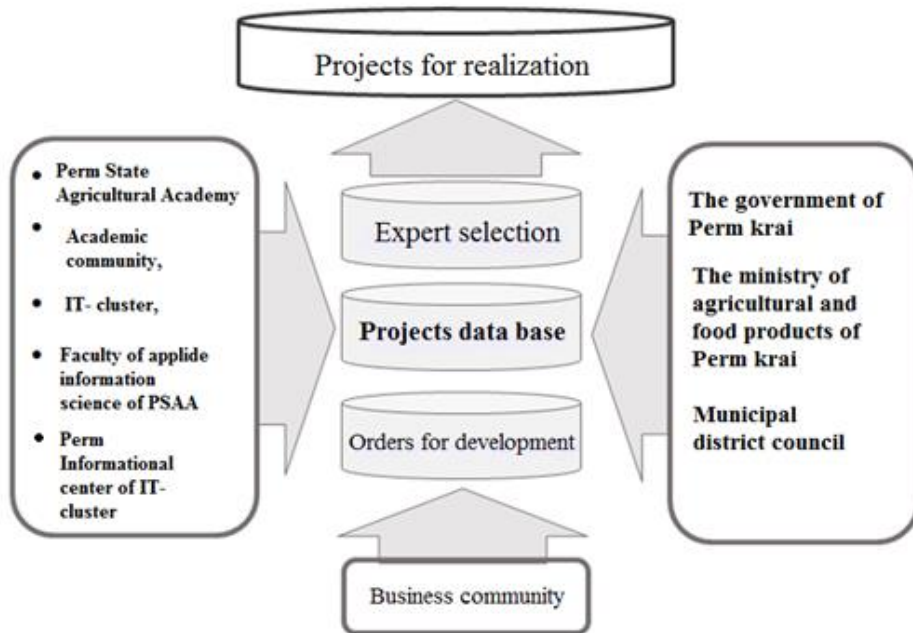 Projects for realization
• Perm State
Agricultural Academy
• Academic
community,
• IT- cluster,
• Faculty of applide
information
science of PSAA
• Perm
Informational
center of IT-
cluster
Expert selection
Projects data base
Orders for development
The government of
Perm krai
The ministry of
agricultural and
food products of
Perm krai
Municipal
district council
Business community